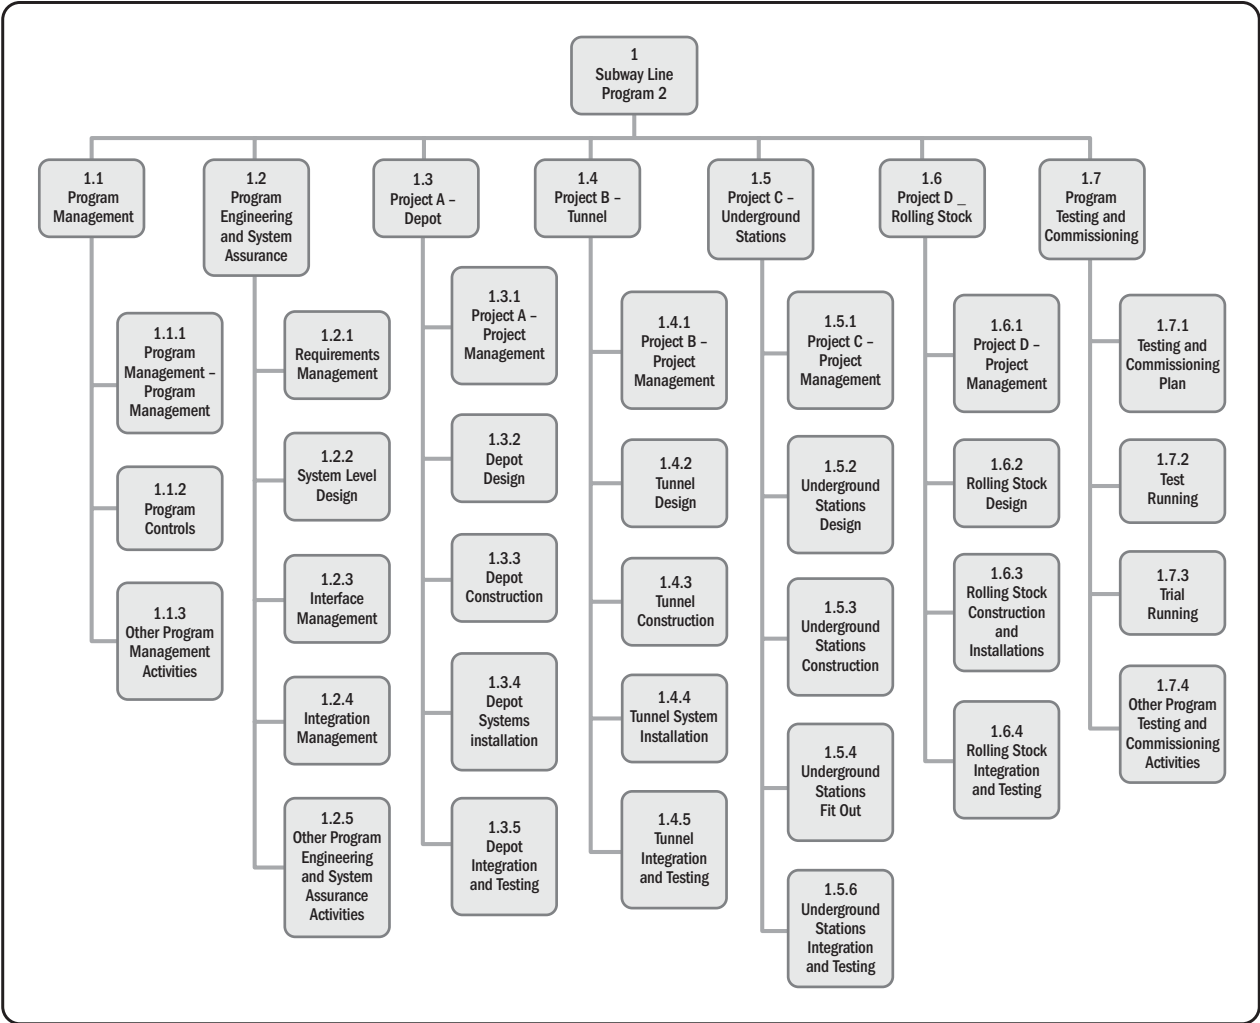 1
Subway Line
Program 2
1.1
Program
Management
1.1.1
Program
Management –
Program
Management
1.1.2
Program
Controls
1.1.3
Other Program
Management
Activities
1.2
Program
Engineering
and System
Assurance
1.2.1
Requirements
Management
1.2.2
System Level
Design
1.2.3
Interface
Management
1.2.4
Integration
Management
1.2.5
Other Program
Engineering
and System
Assurance
Activities
1.3
Project A –
Depot
1.3.1
Project A –
Project
Management
1.3.2
Depot
Design
1.3.3
Depot
Construction
1.3.4
Depot
Systems
installation
1.3.5
Depot
Integration
and Testing
1.4
Project B –
Tunnel
1.4.1
Project B –
Project
Management
1.4.2
Tunnel
Design
1.4.3
Tunnel
Construction
1.4.4
Tunnel System
Installation
1.4.5
Tunnel
Integration
and Testing
1.5
Project C –
Underground
Stations
1.5.1
Project C –
Project
Management
1.5.2
Underground
Stations
Design
1.5.3
Underground
Stations
Construction
1.5.4
Underground
Stations
Fit Out
1.5.6
Underground
Stations
Integration
and Testing
1.6
Project D _
Rolling Stock
1.6.1
Project D –
Project
Management
1.6.2
Rolling Stock
Design
1.6.3
Rolling Stock
Construction
and
Installations
1.6.4
Rolling Stock
Integration
and Testing
1.7
Program
Testing and
Commissioning
1.7.1
Testing and
Commissioning
Plan
1.7.2
Test
Running
1.7.3
Trial
Running
1.7.4
Other Program
Testing and
Commissioning
Activities